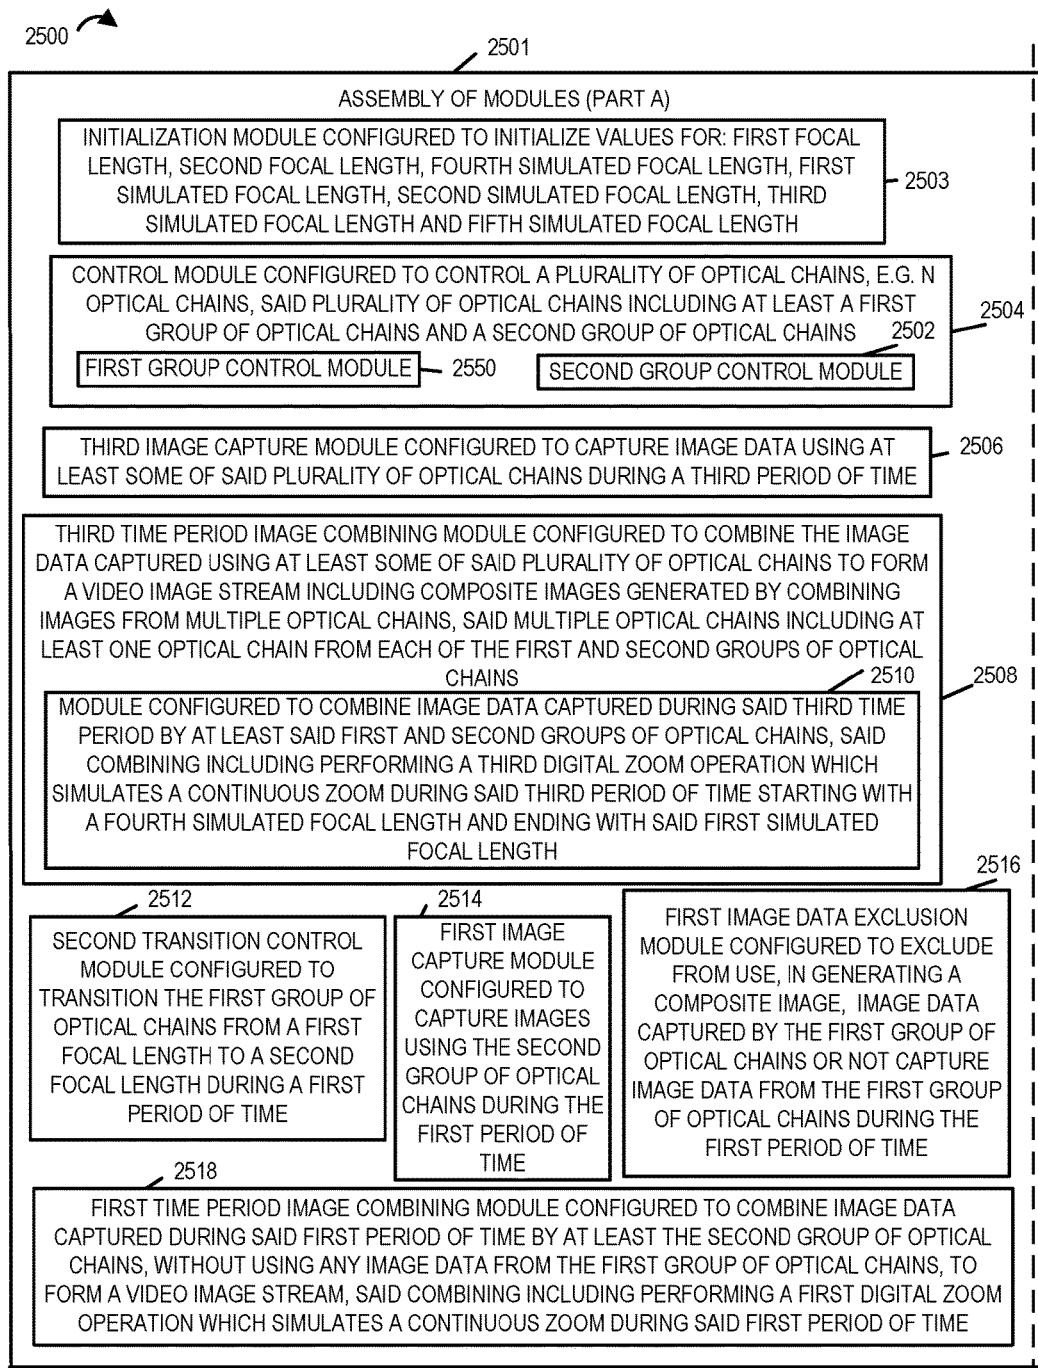 2500
2501
ASSEMBLY OF MODULES (PART A)
INITIALIZATION MODULE CONFIGURED TO INITIALIZE VALUES FOR: FIRST FOCAL
LENGTH, SECOND FOCAL LENGTH, FOURTH SIMULATED FOCAL LENGTH, FIRST
SIMULATED FOCAL LENGTH, SECOND SIMULATED FOCAL LENGTH, THIRD
SIMULATED FOCAL LENGTH AND FIFTH SIMULATED FOCAL LENGTH
2503
CONTROL MODULE CONFIGURED TO CONTROL A PLURALITY OF OPTICAL CHAINS, E.G. N
OPTICAL CHAINS, SAID PLURALITY OF OPTICAL CHAINS INCLUDING AT LEAST A FIRST
GROUP OF OPTICAL CHAINS AND A SECOND GROUP OF OPTICAL CHAINS
2504
2502
FIRST GROUP CONTROL MODULE
2550
SECOND GROUP CONTROL MODULE
THIRD IMAGE CAPTURE MODULE CONFIGURED TO CAPTURE IMAGE DATA USING AT
LEAST SOME OF SAID PLURALITY OF OPTICAL CHAINS DURING A THIRD PERIOD OF TIME
2506
THIRD TIME PERIOD IMAGE COMBINING MODULE CONFIGURED TO COMBINE THE IMAGE
DATA CAPTURED USING AT LEAST SOME OF SAID PLURALITY OF OPTICAL CHAINS TO FORM
A VIDEO IMAGE STREAM INCLUDING COMPOSITE IMAGES GENERATED BY COMBINING
IMAGES FROM MULTIPLE OPTICAL CHAINS, SAID MULTIPLE OPTICAL CHAINS INCLUDING AT
LEAST ONE OPTICAL CHAIN FROM EACH OF THE FIRST AND SECOND GROUPS OF OPTICAL
CHAINS
2508
2510
MODULE CONFIGURED TO COMBINE IMAGE DATA CAPTURED DURING SAID THIRD TIME
PERIOD BY AT LEAST SAID FIRST AND SECOND GROUPS OF OPTICAL CHAINS, SAID
COMBINING INCLUDING PERFORMING A THIRD DIGITAL ZOOM OPERATION WHICH
SIMULATES A CONTINUOUS ZOOM DURING SAID THIRD PERIOD OF TIME STARTING WITH
A FOURTH SIMULATED FOCAL LENGTH AND ENDING WITH SAID FIRST SIMULATED
FOCAL LENGTH
2512
SECOND TRANSITION CONTROL
MODULE CONFIGURED TO
TRANSITION THE FIRST GROUP OF
OPTICAL CHAINS FROM A FIRST
FOCAL LENGTH TO A SECOND
FOCAL LENGTH DURING A FIRST
PERIOD OF TIME
2514
FIRST IMAGE
CAPTURE MODULE
CONFIGURED TO
CAPTURE IMAGES
USING THE SECOND
GROUP OF OPTICAL
CHAINS DURING THE
FIRST PERIOD OF
TIME
2516
FIRST IMAGE DATA EXCLUSION
MODULE CONFIGURED TO EXCLUDE
FROM USE, IN GENERATING A
COMPOSITE IMAGE, IMAGE DATA
CAPTURED BY THE FIRST GROUP OF
OPTICAL CHAINS OR NOT CAPTURE
IMAGE DATA FROM THE FIRST GROUP
OF OPTICAL CHAINS DURING THE
FIRST PERIOD OF TIME
2518
FIRST TIME PERIOD IMAGE COMBINING MODULE CONFIGURED TO COMBINE IMAGE DATA
CAPTURED DURING SAID FIRST PERIOD OF TIME BY AT LEAST THE SECOND GROUP OF OPTICAL
CHAINS, WITHOUT USING ANY IMAGE DATA FROM THE FIRST GROUP OF OPTICAL CHAINS, TO
FORM A VIDEO IMAGE STREAM, SAID COMBINING INCLUDING PERFORMING A FIRST DIGITAL ZOOM
OPERATION WHICH SIMULATES A CONTINUOUS ZOOM DURING SAID FIRST PERIOD OF TIME